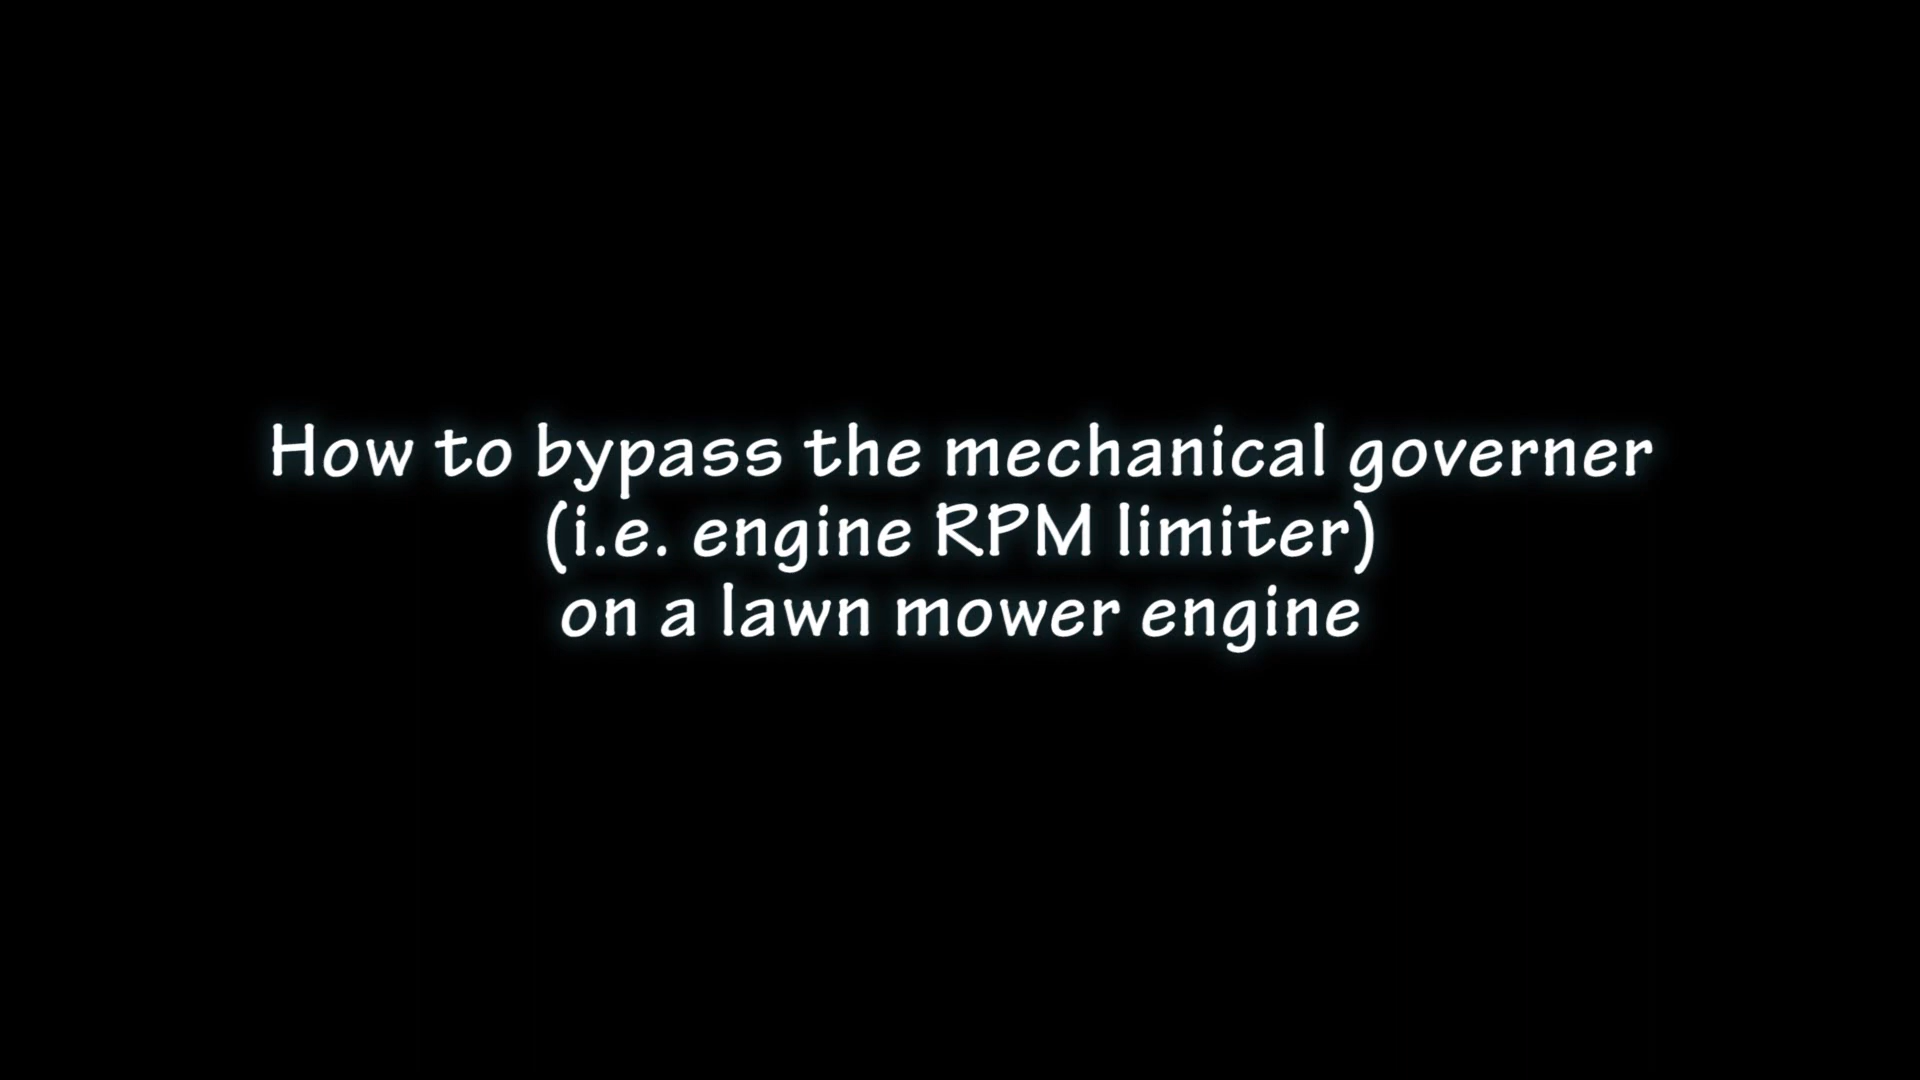 How to bypass the mechanical governer
(i.e. engine RPM limiter)
on a lawn mower engine